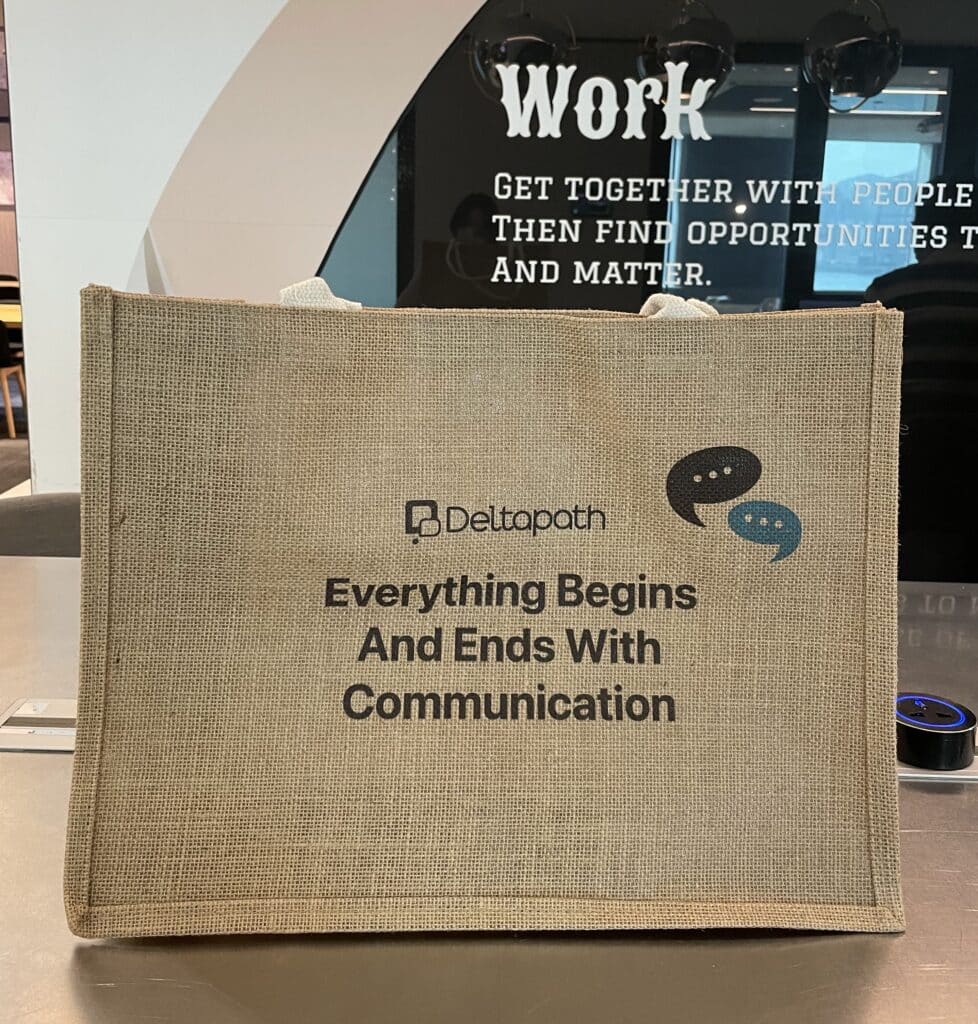 Work
GET TOGETHER WITH PEOPLE
THEN FIND OPPORTUNITIES
AND MATTER.
Deltapath
Everything Begins
And Ends With
Communication